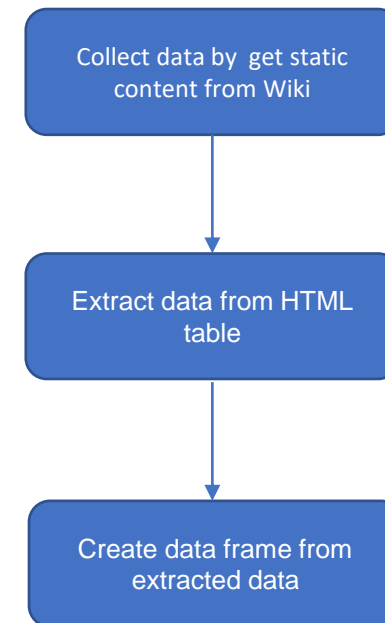 Collect data by  get static
content from Wiki
Extract data from HTML
table
Create data frame from
extracted data